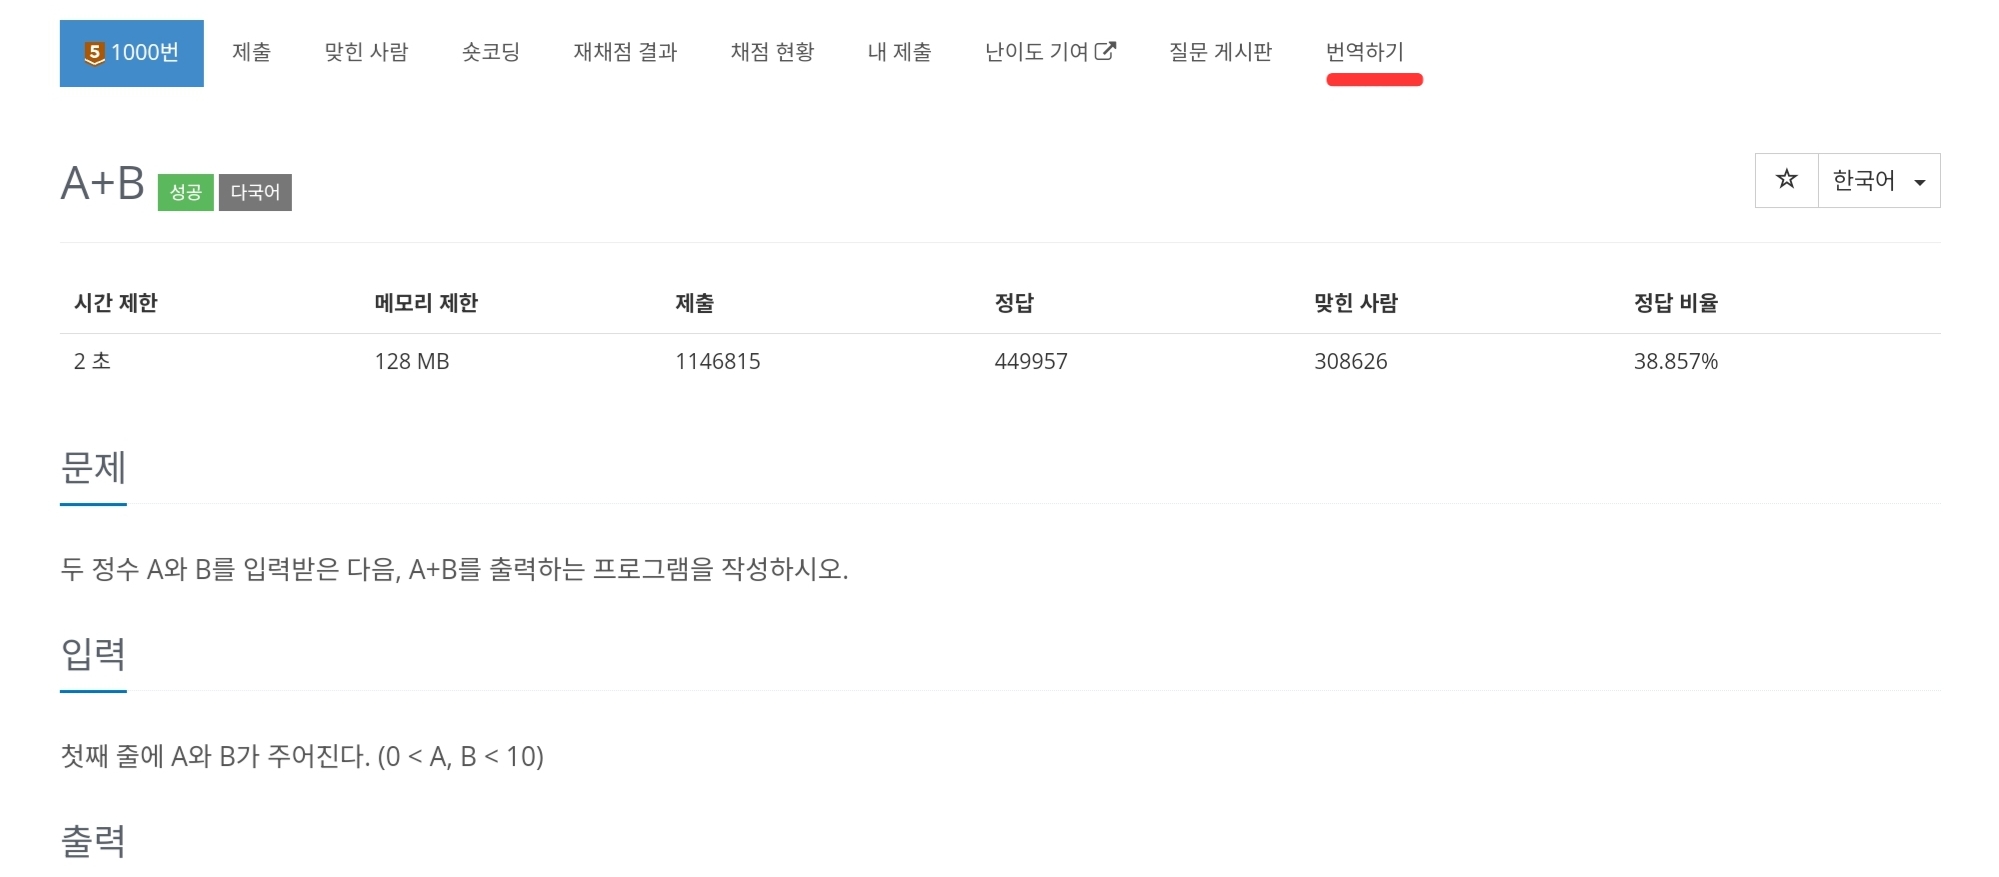 5 1000번 제출 맞힌 사람 숏코딩 재채점 결과 채점 현황 내 제출 난이도 기여 질문 게시판 번역하기
A+B 성공 다국어 한국어
시간 제한 메모리 제한 제출 정답 맞힌 사람 정답 비율
2 초 128 MB 1146815 449957 308626 38.857%
문제
두 정수 A와 B를 입력받은 다음, A+B를 출력하는 프로그램을 작성하시오.
입력
첫째 줄에 A와 B가 주어진다. (0 < A, B < 10)
출력